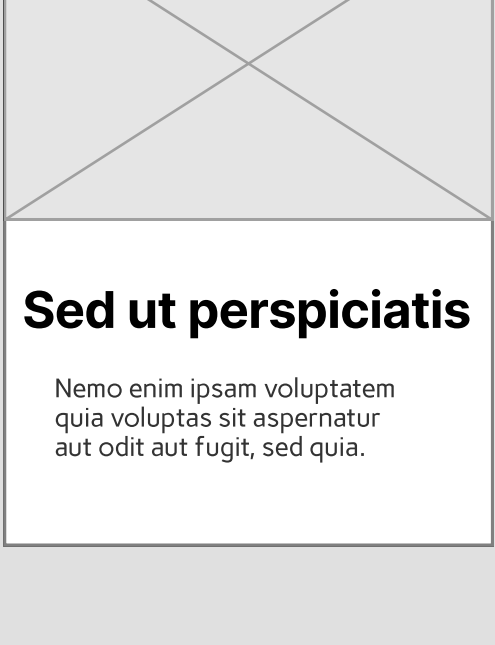 Sed ut perspiciatis
Nemo enim ipsam voluptatem
quia voluptas sit aspernatur
aut odit aut fugit, sed quia.